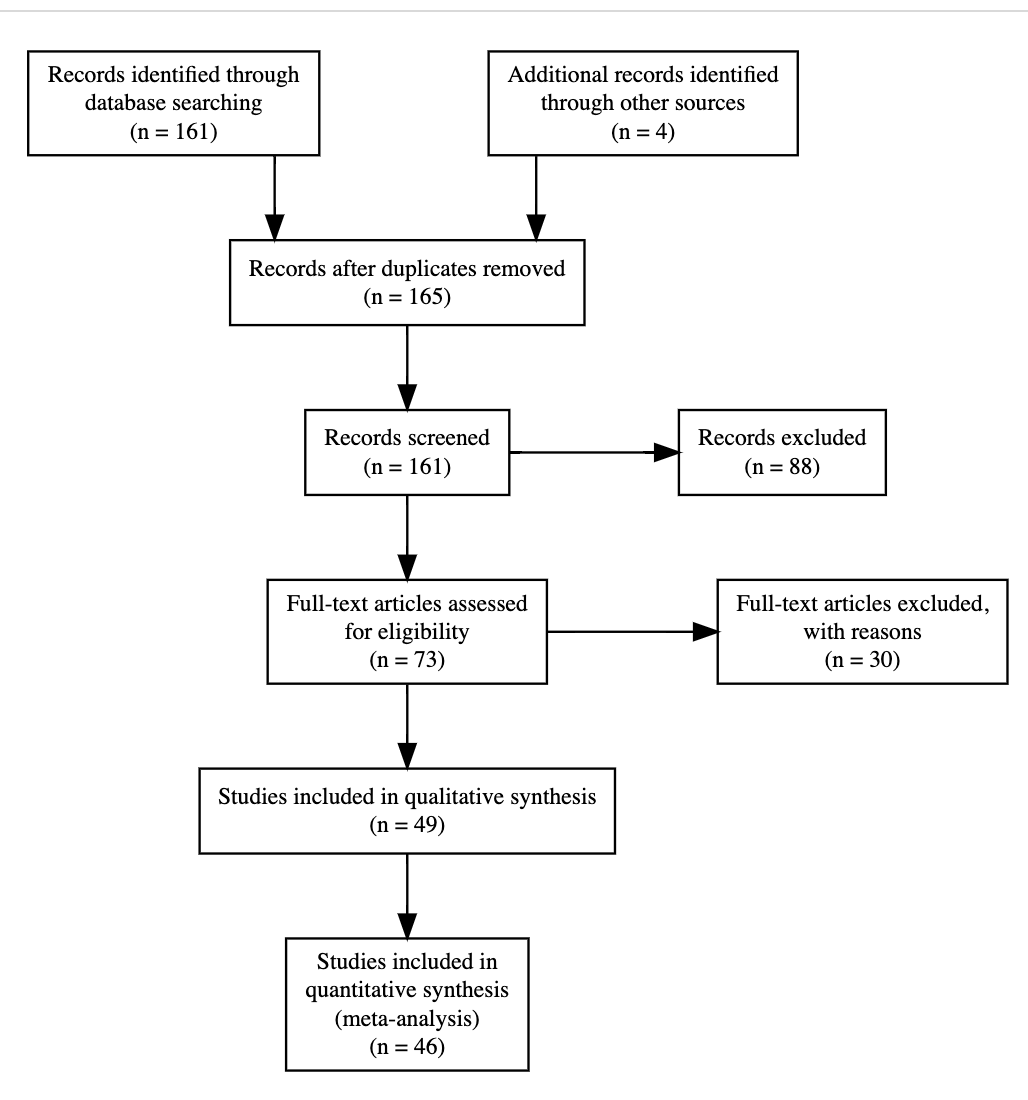 Records identified through
database searching
(n = 161)
Additional records identified
through other sources
(n = 4)
Records after duplicates removed
(n = 165)
Records screened
(n = 161)
Records excluded
(n = 88)
Full-text articles assessed
for eligibility
(n = 73)
Full-text articles excluded,
with reasons
(n = 30)
Studies included in qualitative synthesis
(n = 49)
Studies included in
quantitative synthesis
(meta-analysis)
(n = 46)